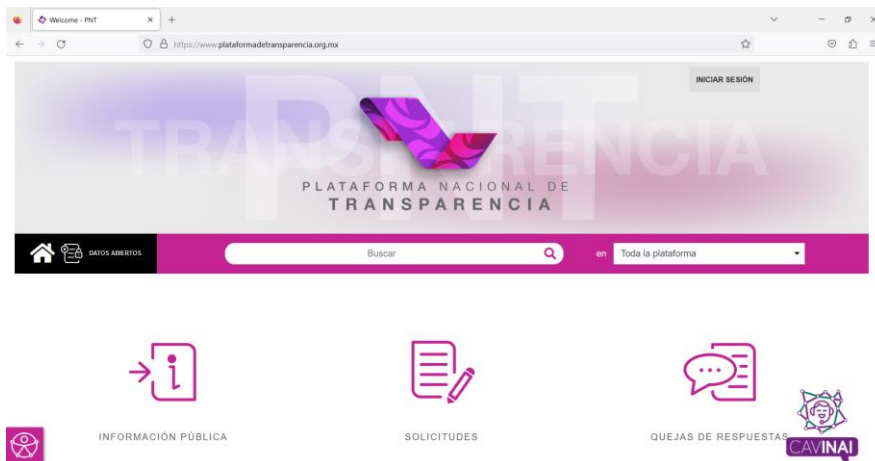 Welcome - PNT
https://www.plataformadetransparencia.org.mx
INICIAR SESIÓN
PNT
TRANSPARENCIA
PLATAFORMA NACIONAL DE
TRANSPARENCIA
DATOS ABIERTOS
Buscar
en
Toda la plataforma
INFORMACIÓN PÚBLICA
SOLICITUDES
QUEJAS DE RESPUESTAS
CAVINAI